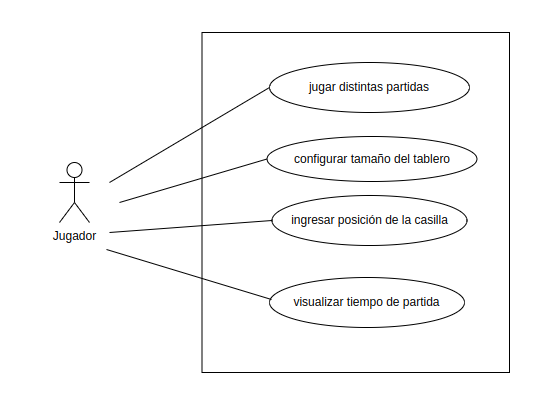 jugar distintas partidas
configurar tamaño del tablero
ingresar posición de la casilla
Jugador
visualizar tiempo de partida